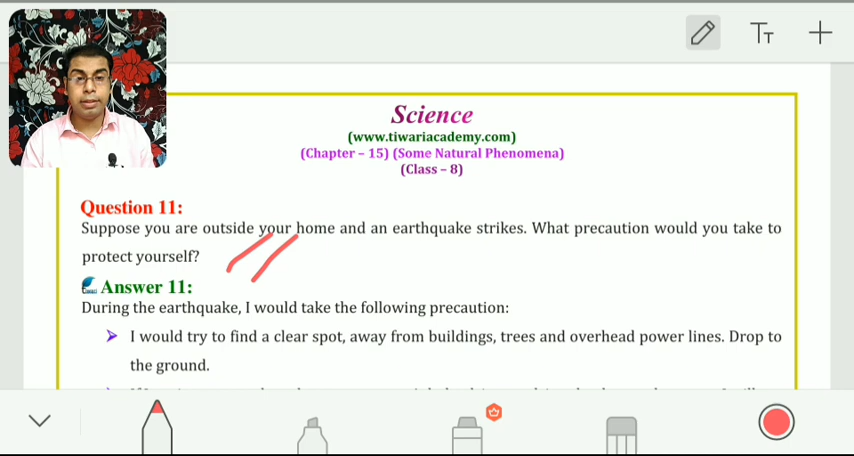 Science
(www.tiwariacademy.com)
(Chapter – 15) (Some Natural Phenomena)
(Class – 8)
Question 11:
Suppose you are outside your home and an earthquake strikes. What precaution would you take to
protect yourself?
Answer 11:
During the earthquake, I would take the following precaution:
➢ I would try to find a clear spot, away from buildings, trees and overhead power lines. Drop to
the ground.